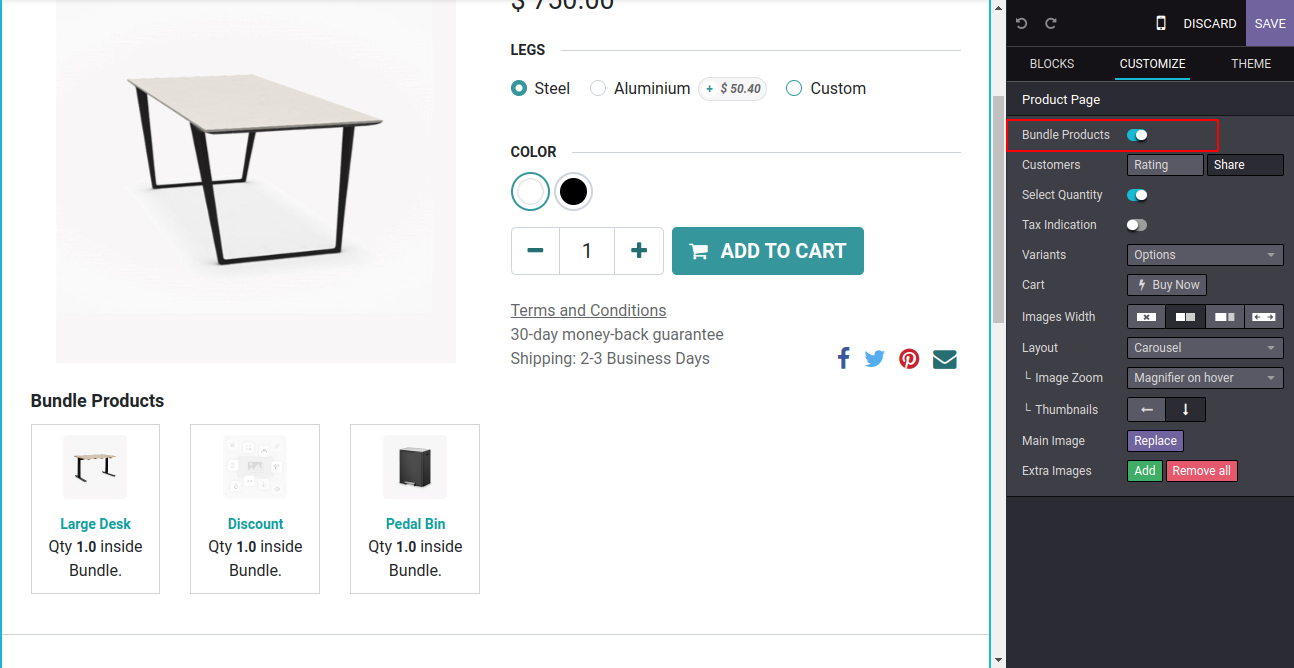 $ 750.00
LEGS
Steel
Aluminium
+ $ 50.40
Custom
COLOR
1
ADD TO CART
Terms and Conditions
30-day money-back guarantee
Shipping: 2-3 Business Days
Bundle Products
Large Desk
Qty 1.0 inside
Bundle.
Discount
Qty 1.0 inside
Bundle.
Pedal Bin
Qty 1.0 inside
Bundle.
DISCARD
SAVE
BLOCKS
CUSTOMIZE
THEME
Product Page
Bundle Products
Customers
Rating
Share
Select Quantity
Tax Indication
Variants
Options
Cart
Buy Now
Images Width
Layout
Carousel
└ Image Zoom
Magnifier on hover
└ Thumbnails
Main Image
Replace
Extra Images
Add
Remove all